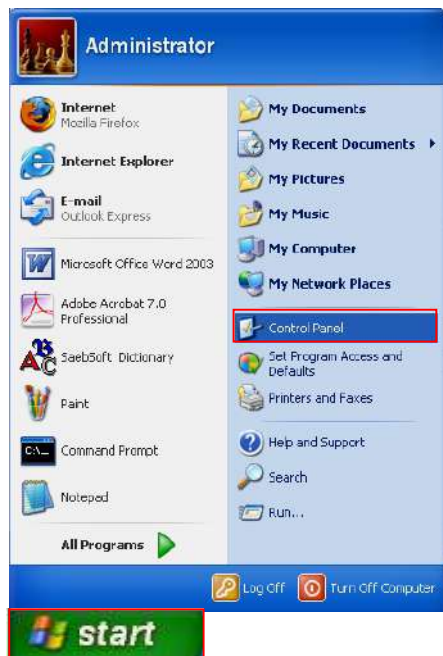 Administrator
Internet
Mozilla Firefox
Internet Explorer
E-mail
Outlook Express
Microsoft Office Word 2003
Adobe Acrobat 7.0
Professional
SaebSoft Dictionary
Paint
C:\_
Command Prompt
Notepad
All Programs
My Documents
My Recent Documents
My Pictures
My Music
My Computer
My Network Places
Control Panel
Set Program Access and
Defaults
Printers and Faxes
Help and Support
Search
Run...
Log Off
Turn Off Computer
start